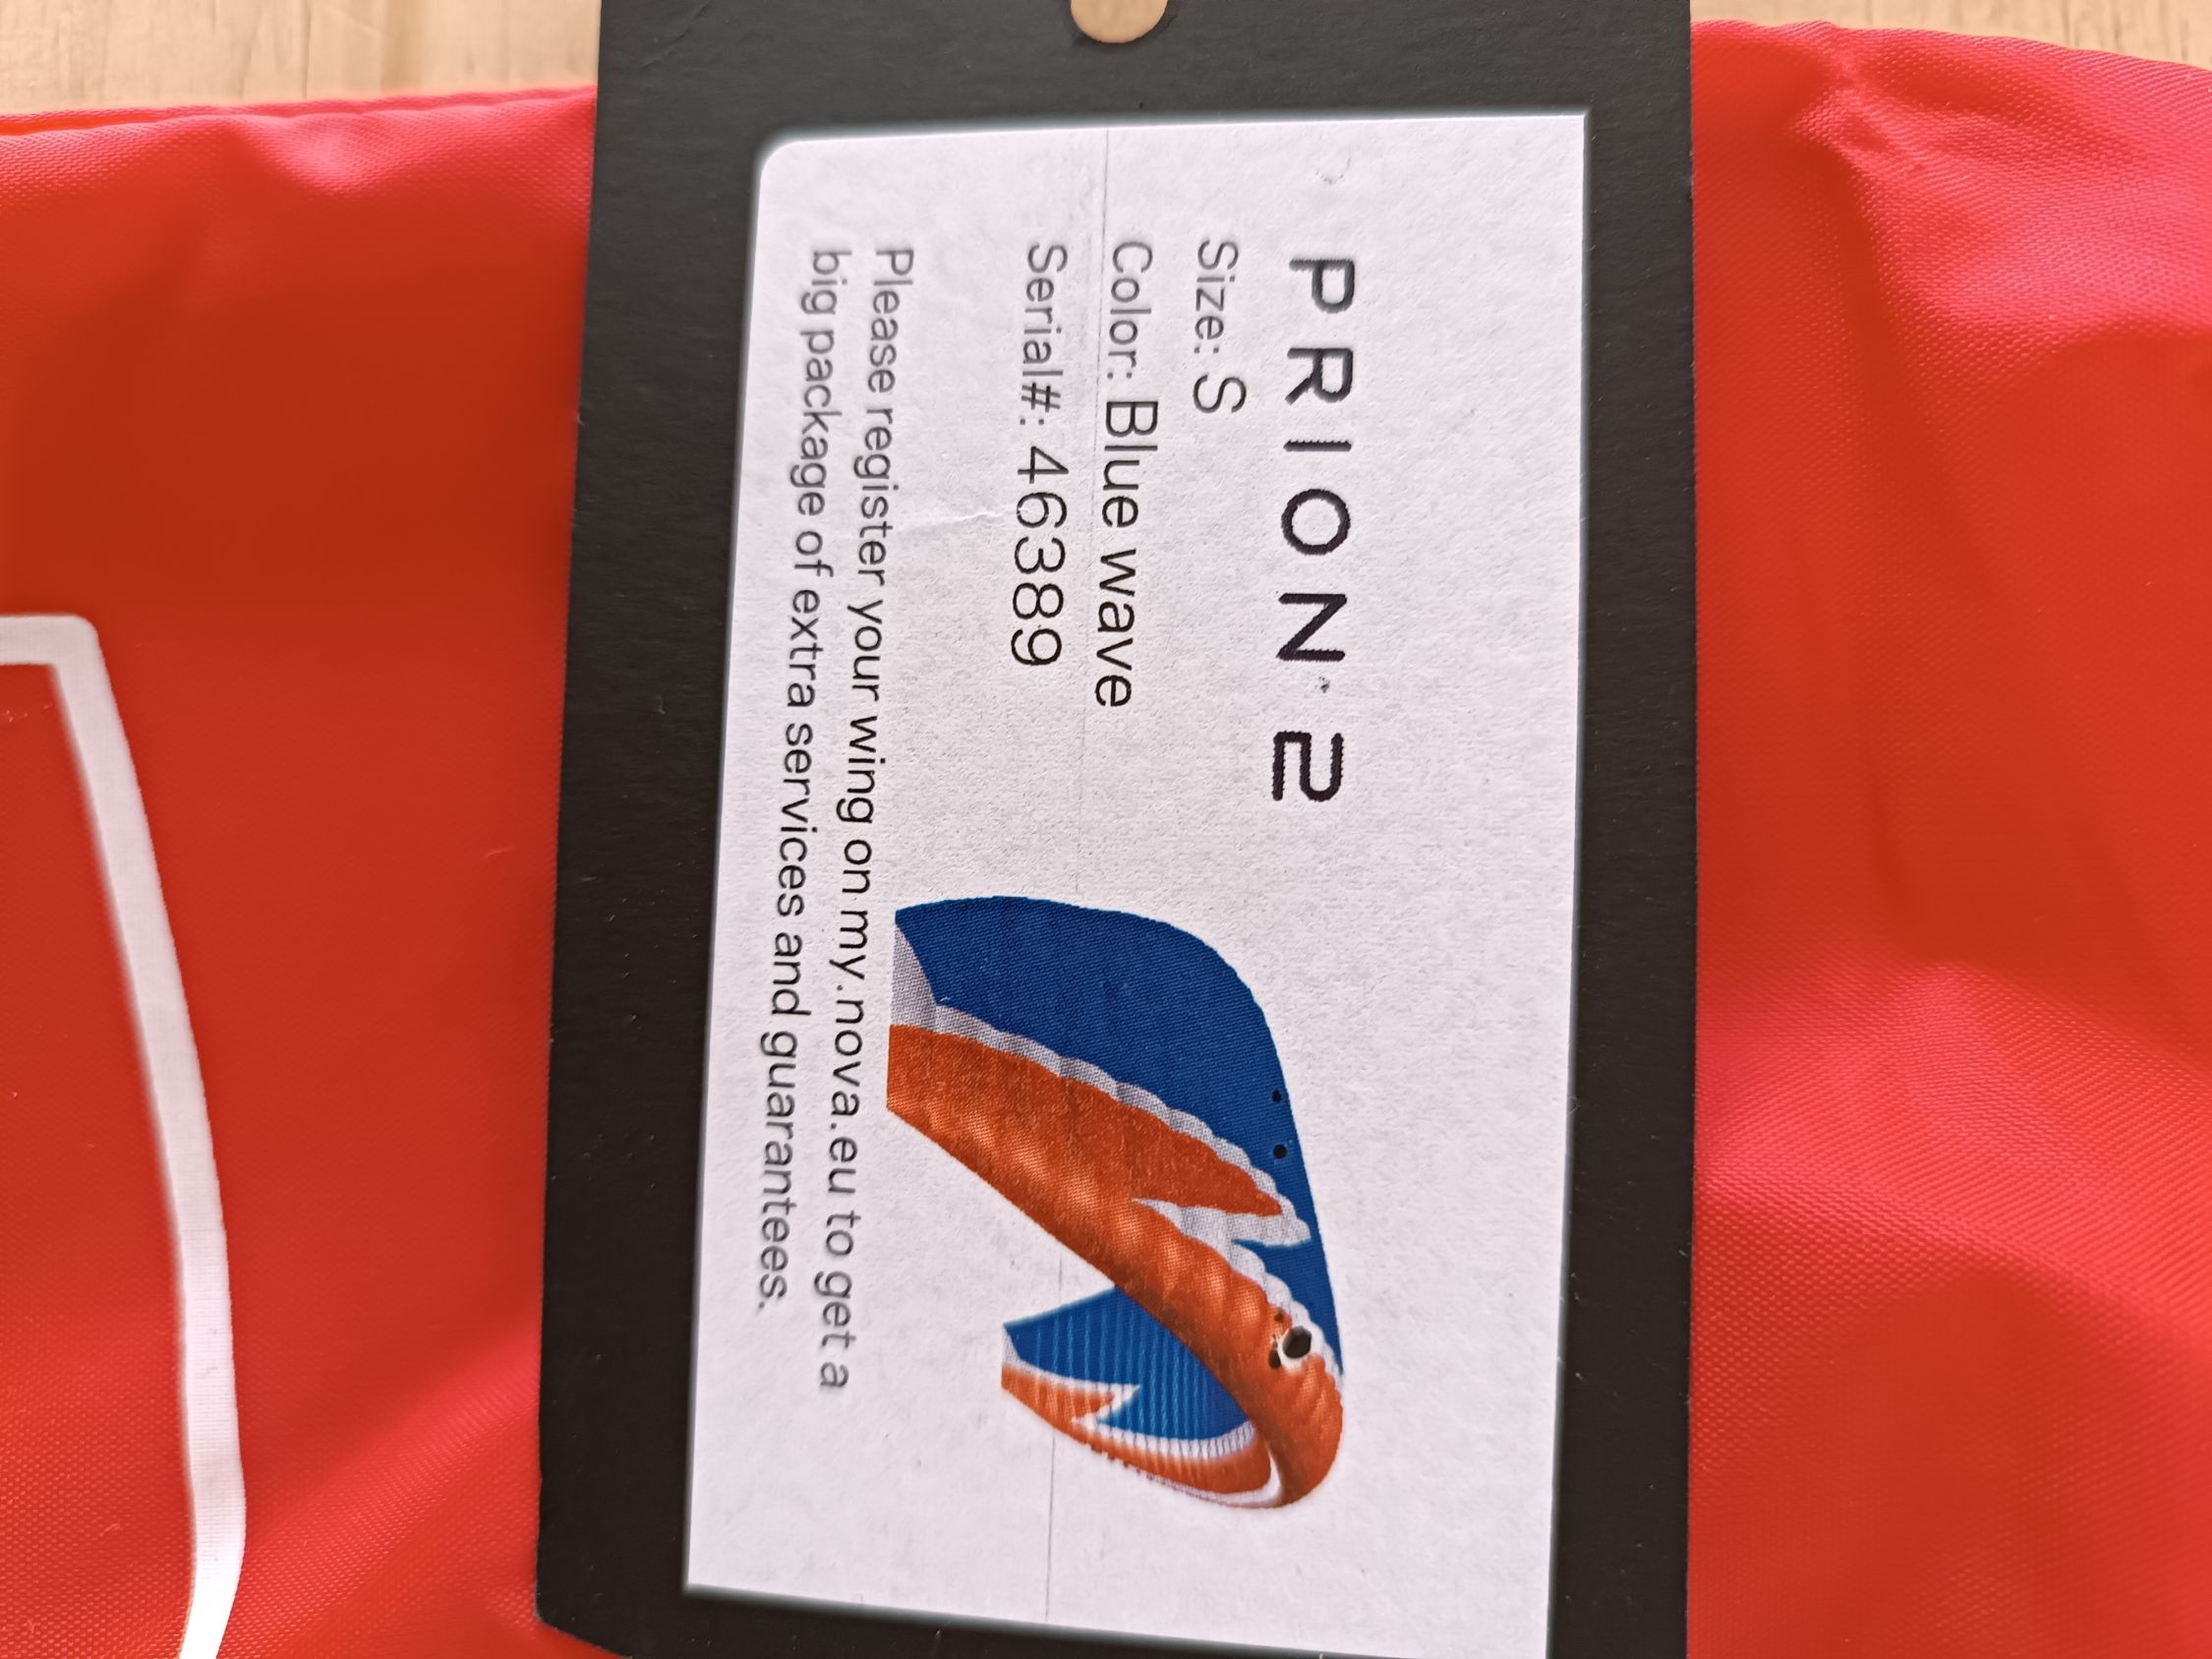 PRION 2
Size: S
Color: Blue wave
Serial#: 46389
Please register your wing on my.nova.eu to get a
big package of extra services and guarantees.